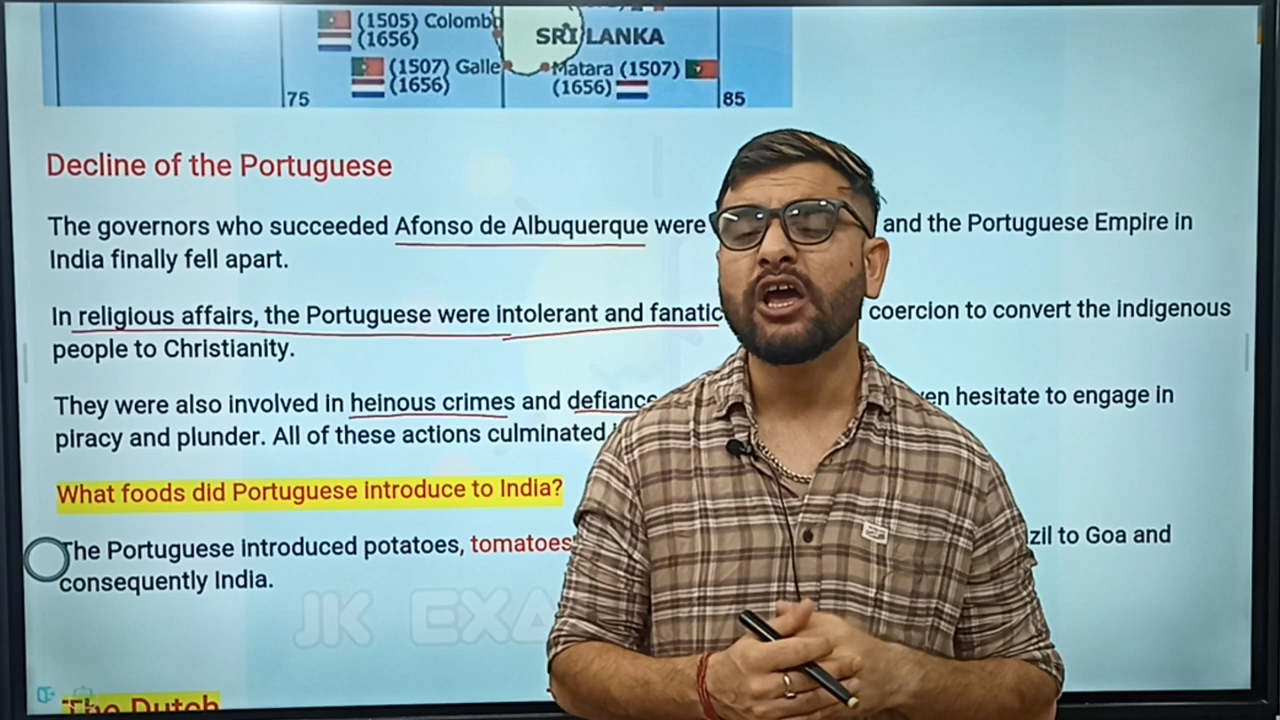 (1505) Colombo
(1656)
SRI LANKA
(1507) Galle
(1656)
Matara (1507)
(1656)
75
85
Decline of the Portuguese
The governors who succeeded Afonso de Albuquerque were and the Portuguese Empire in
India finally fell apart.
In religious affairs, the Portuguese were intolerant and fanatic coercion to convert the indigenous
people to Christianity.
They were also involved in heinous crimes and defiance hesitate to engage in
piracy and plunder. All of these actions culminated
What foods did Portuguese introduce to India?
The Portuguese introduced potatoes, tomatoes to Goa and
consequently India.
JK EXA
The Dutch